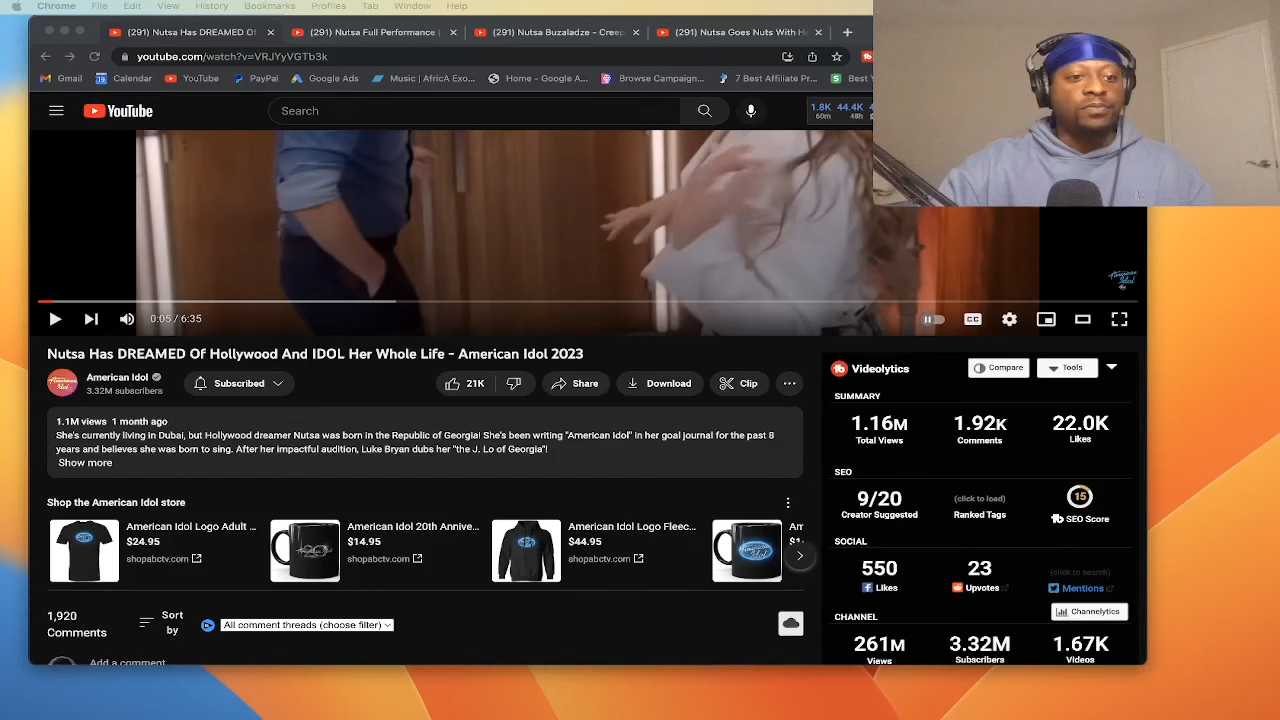 Chrome File Edit View History Bookmarks Profiles Tab Window Help
(291) Nutsa Has DREAMED Of
(291) Nutsa Full Performance
(291) Nutsa Buzaladze - Creep
(291) Nutsa Goes Nuts With He
youtube.com/watch?v=VRJYyVGTb3k
Gmail Calendar YouTube PayPal Google Ads Music | AfricA Exo... Home - Google A... Browse Campaign... 7 Best Affiliate Pr... Best
YouTube
Search
1.8K 44.4K
60m 48h
American Idol
0:05 / 6:35
CC
Nutsa Has DREAMED Of Hollywood And IDOL Her Whole Life - American Idol 2023
American Idol
3.32M subscribers
Subscribed
21K
Share
Download
Clip
1.1M views 1 month ago
She's currently living in Dubai, but Hollywood dreamer Nutsa was born in the Republic of Georgia! She's been writing "American Idol" in her goal journal for the past 8
years and believes she was born to sing. After her impactful audition, Luke Bryan dubs her "the J. Lo of Georgia"!
Show more
Shop the American Idol store
American Idol Logo Adult ...
$24.95
shopabctv.com
American Idol 20th Annive...
$14.95
shopabctv.com
American Idol Logo Fleec...
$44.95
shopabctv.com
1,920
Comments
Sort
by
All comment threads (choose filter)
Add a comment
Videolytics
Compare
Tools
SUMMARY
1.16M 1.92K 22.0K
Total Views Comments Likes
SEO
9/20 (click to load) 15
Creator Suggested Ranked Tags tb SEO Score
SOCIAL
550 23 (click to search)
Likes Upvotes Mentions
CHANNEL
Channelytics
261M 3.32M 1.67K
Views Subscribers Videos